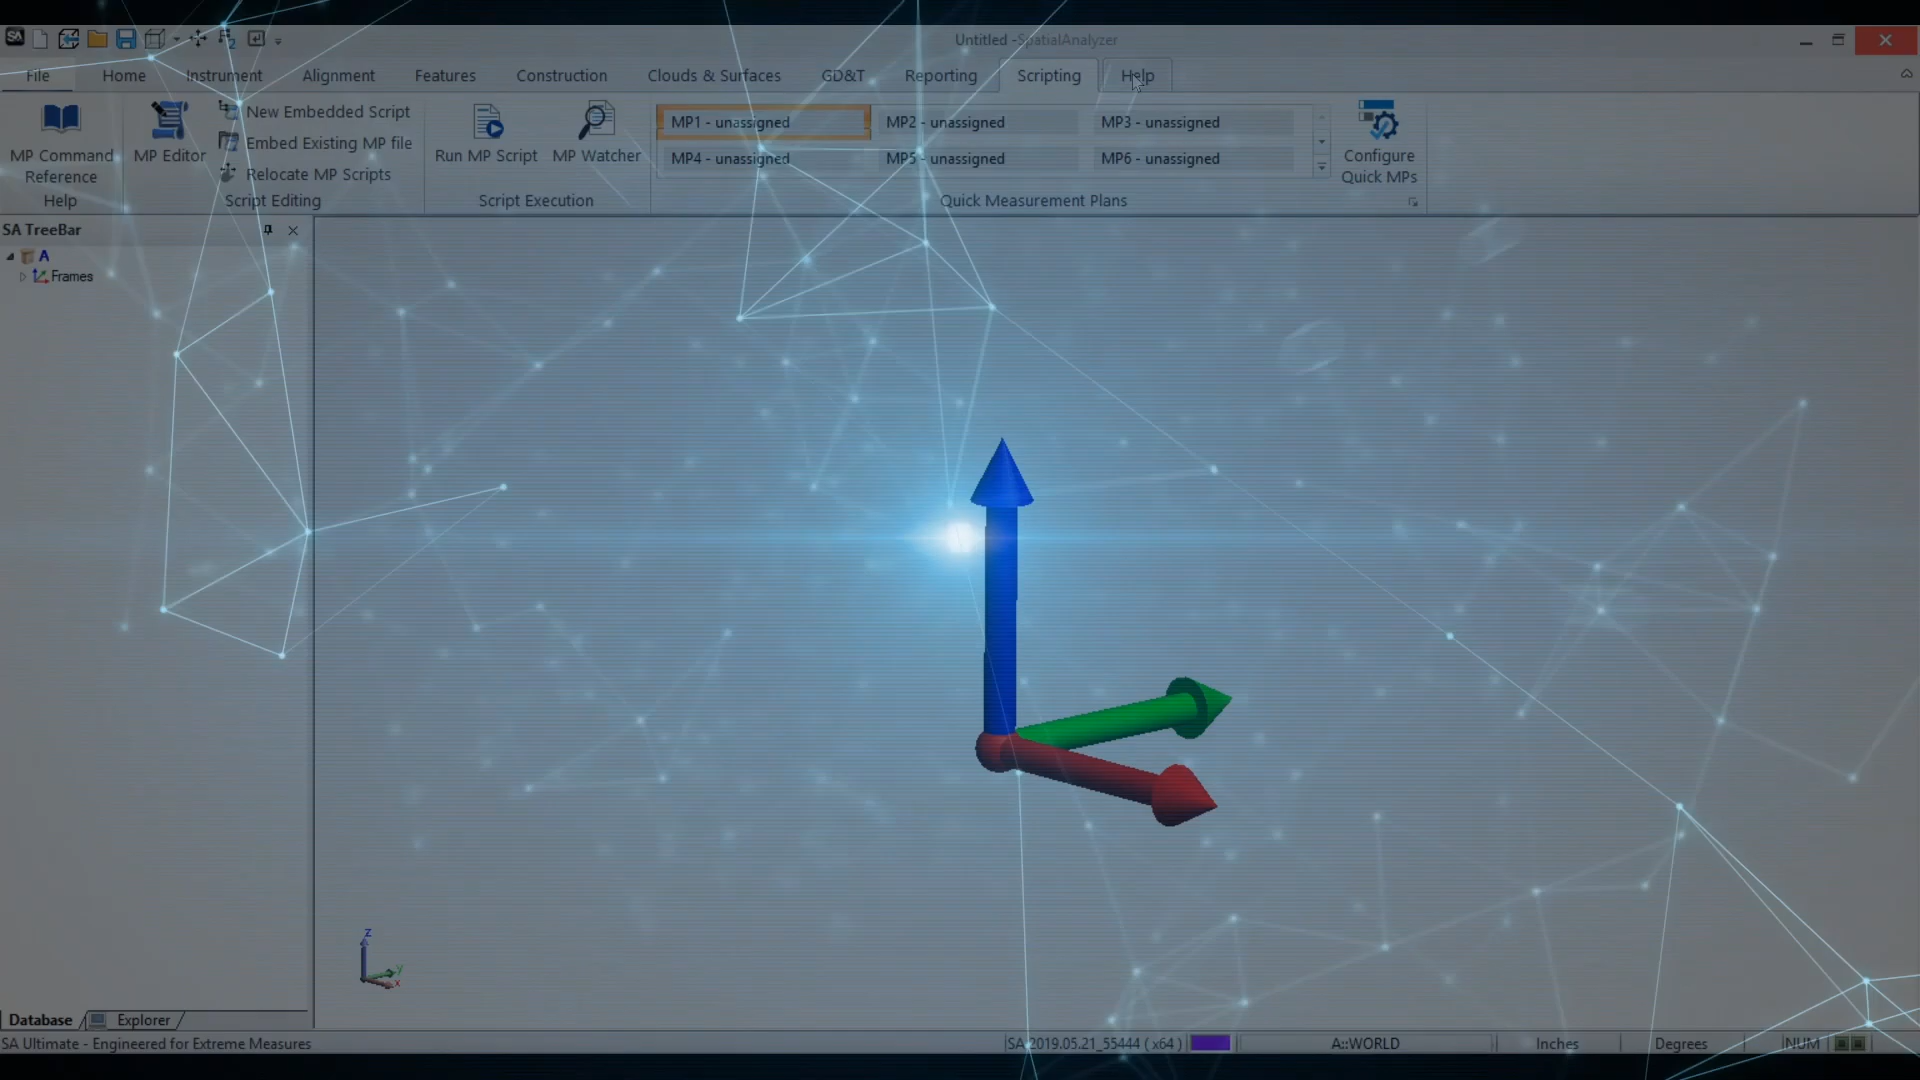 SA
2
Untitled - SpatialAnalyzer
File Home Instrument Alignment Features Construction Clouds & Surfaces GD&T Reporting Scripting Help
MP Command
Reference
Help
MP Editor
New Embedded Script
Embed Existing MP file
Relocate MP Scripts
Script Editing
Run MP Script MP Watcher
Script Execution
MP1 - unassigned MP2 - unassigned MP3 - unassigned
MP4 - unassigned MP5 - unassigned MP6 - unassigned
Quick Measurement Plans
Configure
Quick MPs
SA TreeBar
A
Frames
Z
Y
X
Database Explorer
SA Ultimate - Engineered for Extreme Measures SA 2019.05.21_55444 ( x64 ) A::WORLD Inches Degrees NUM